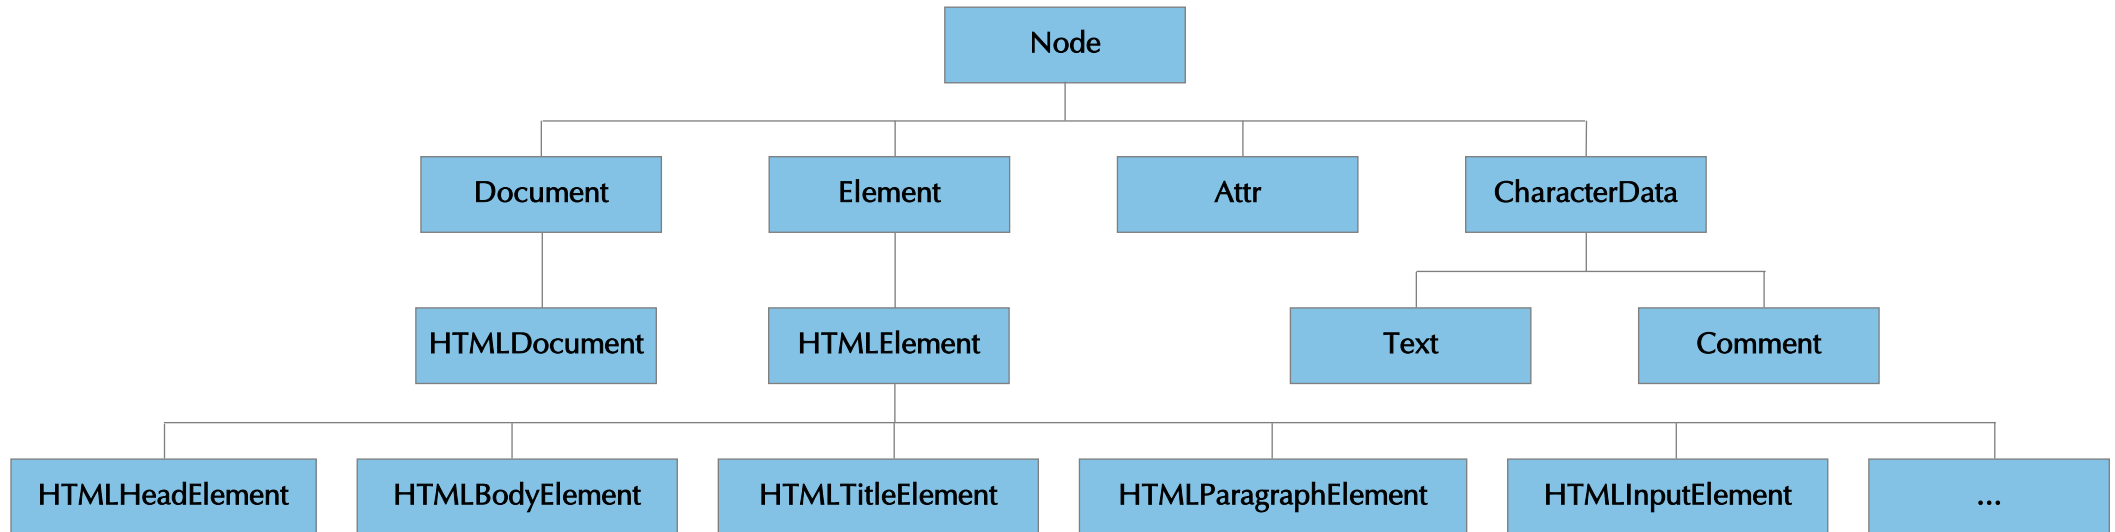 Node
Document
Element
Attr
CharacterData
HTMLDocument
HTMLElement
Text
Comment
HTMLHeadElement
HTMLBodyElement
HTMLTitleElement
HTMLParagraphElement
HTMLInputElement
...